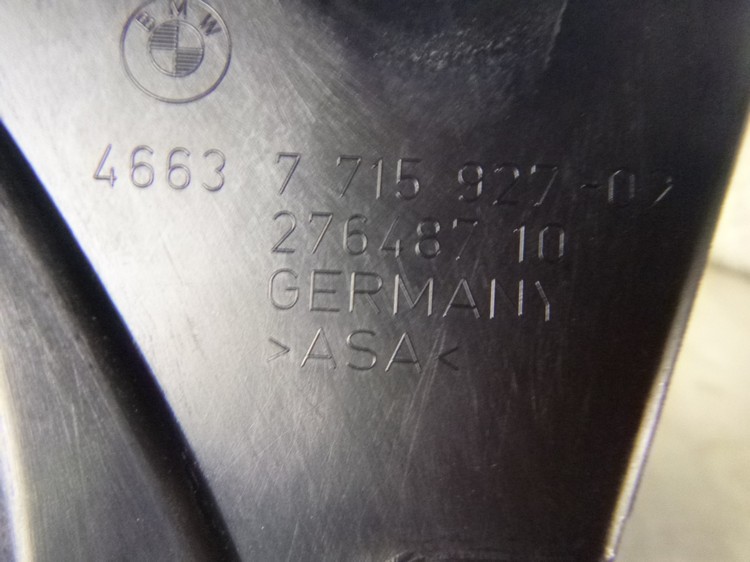 BMW
4663 7 715 927-02
276487 10
GERMANY
>ASA<